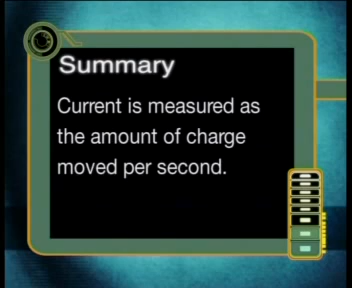 Summary
Current is measured as
the amount of charge
moved per second.